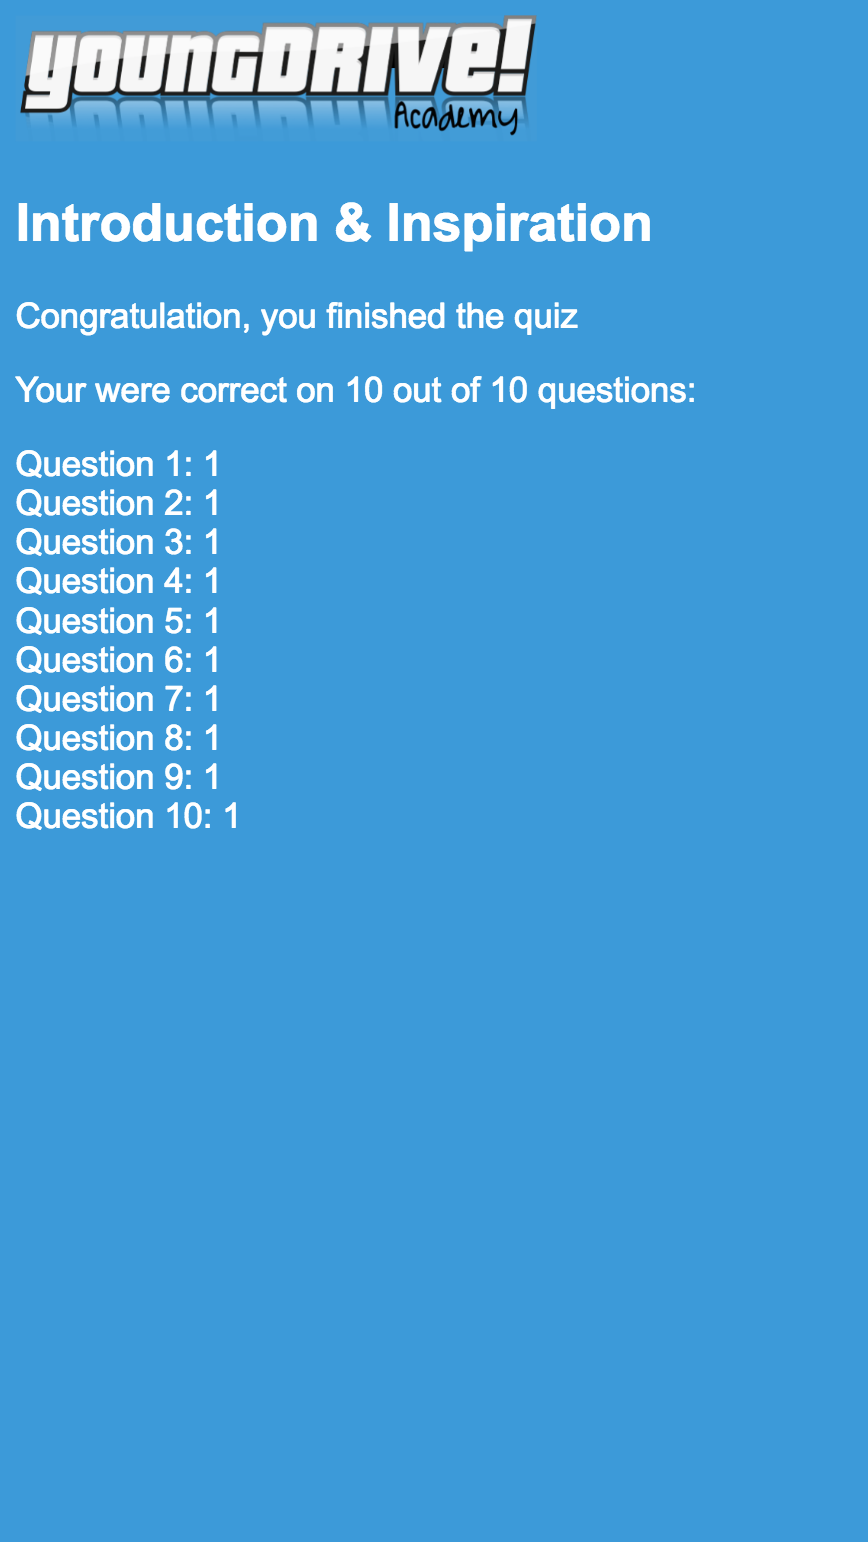 youngDRIVE!
Academy
Introduction & Inspiration
Congratulation, you finished the quiz
Your were correct on 10 out of 10 questions:
Question 1: 1
Question 2: 1
Question 3: 1
Question 4: 1
Question 5: 1
Question 6: 1
Question 7: 1
Question 8: 1
Question 9: 1
Question 10: 1